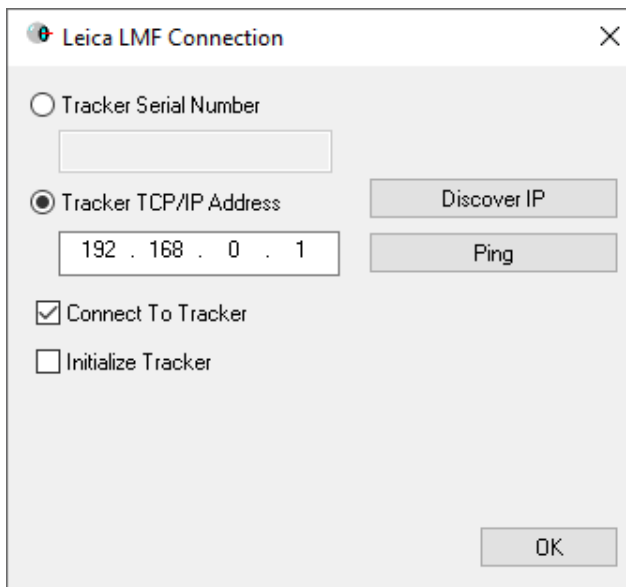 Leica LMF Connection
Tracker Serial Number
Tracker TCP/IP Address
Discover IP
192 . 168 . 0 . 1
Ping
Connect To Tracker
Initialize Tracker
OK